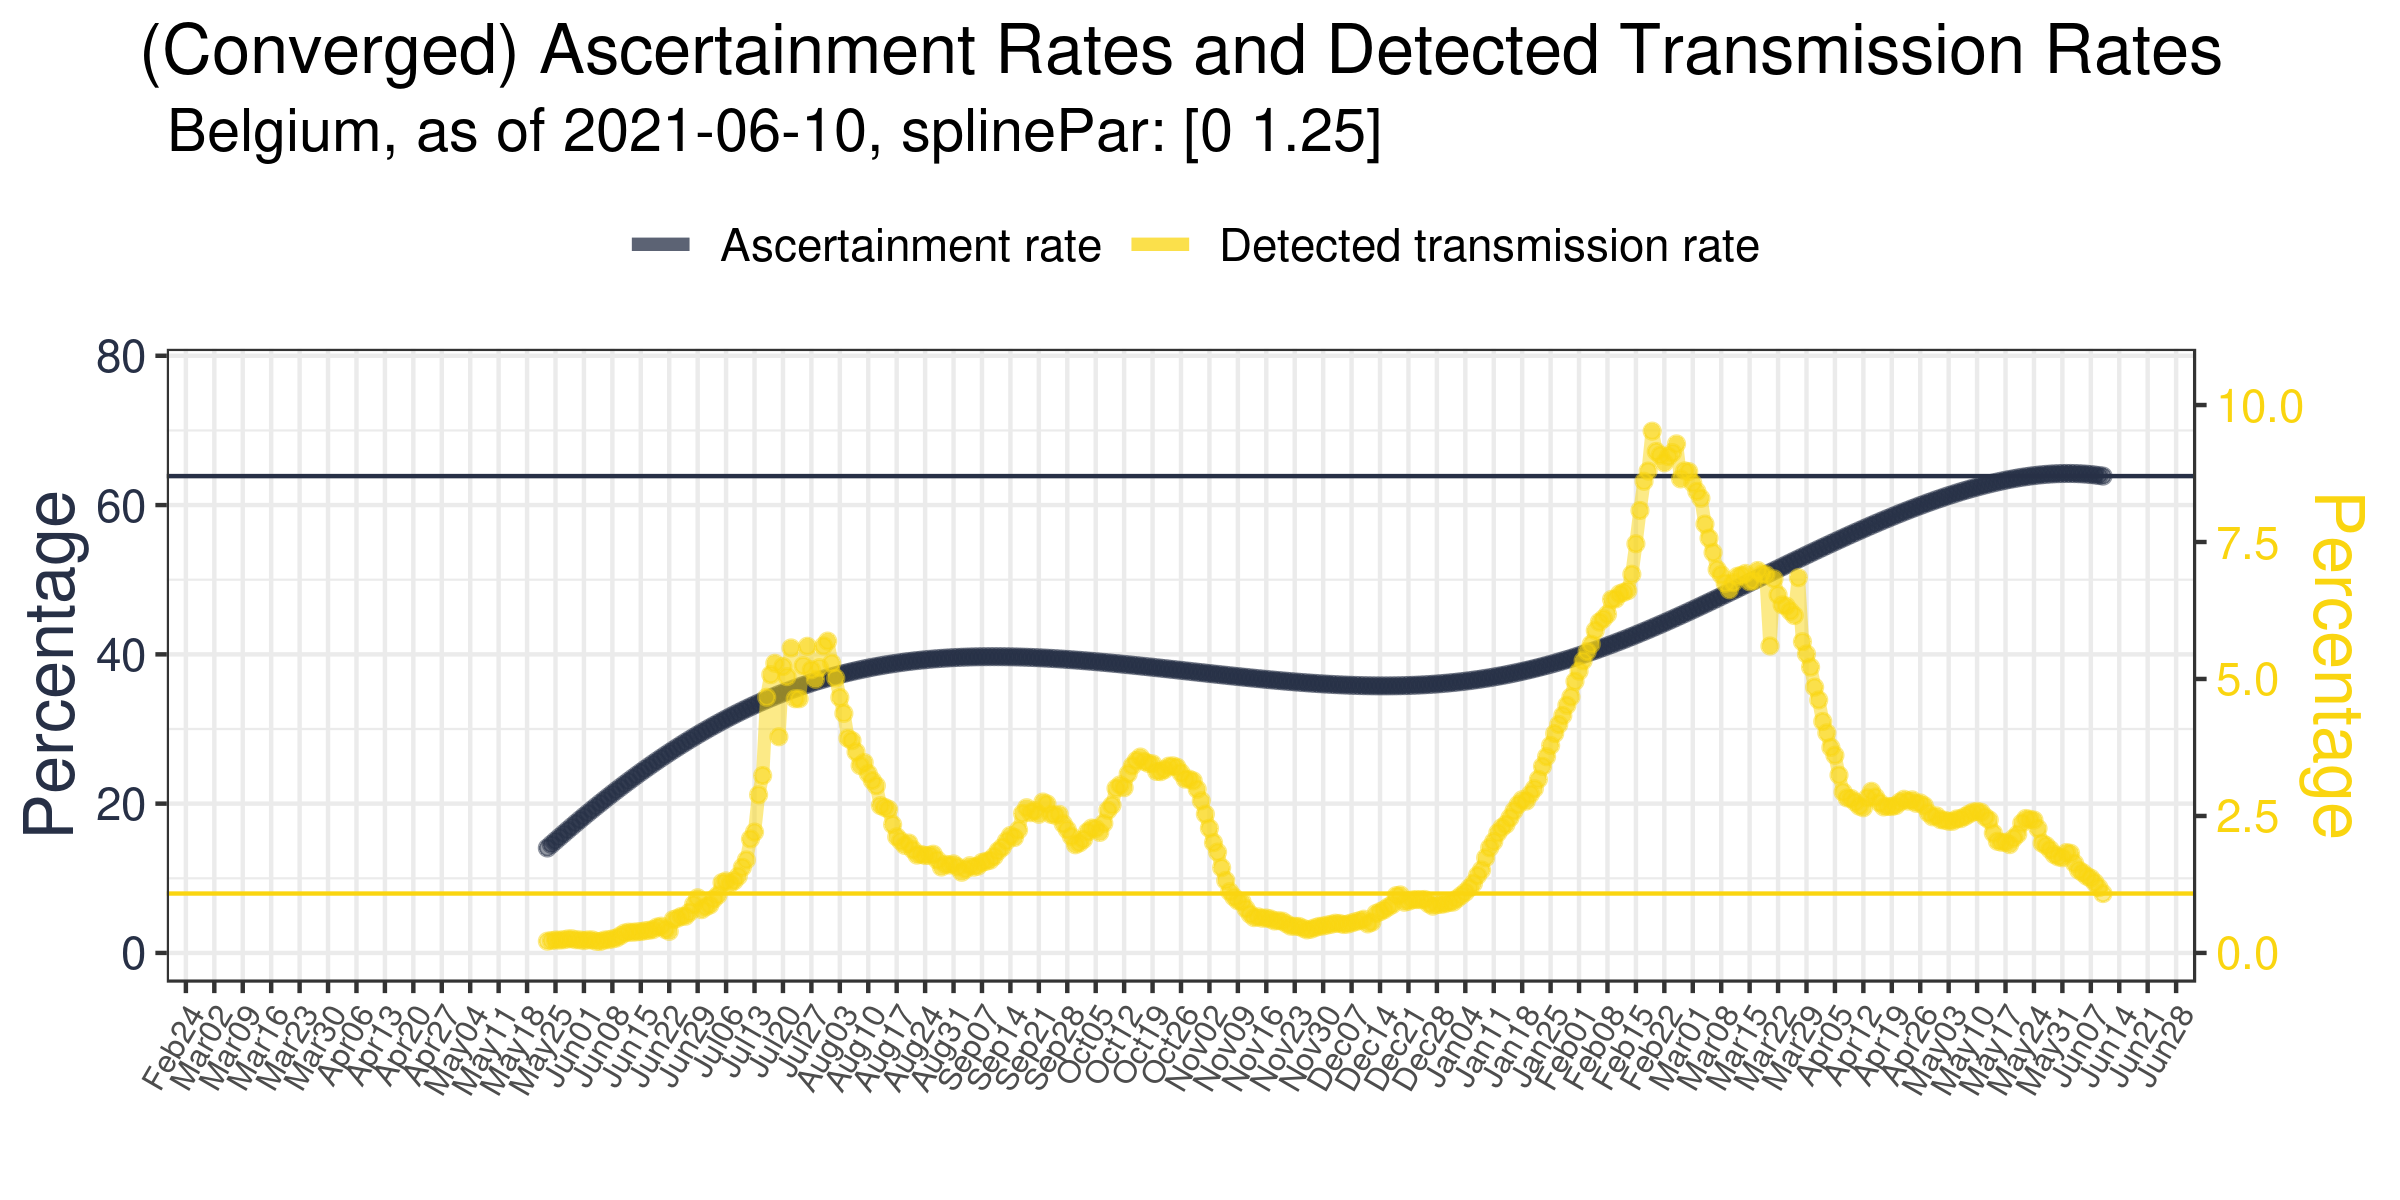 (Converged) Ascertainment Rates and Detected Transmission Rates
Belgium, as of 2021-06-10, splinePar: [0 1.25]
Ascertainment rate
Detected transmission rate
Percentage
80
60
40
20
0
10.0
7.5
5.0
2.5
0.0
Percentage
Feb24
Mar02
Mar09
Mar16
Mar23
Mar30
Apr06
Apr13
Apr20
Apr27
May04
May11
May18
May25
Jun01
Jun08
Jun15
Jun22
Jun29
Jul06
Jul13
Jul20
Jul27
Aug03
Aug10
Aug17
Aug24
Aug31
Sep07
Sep14
Sep21
Sep28
Oct05
Oct12
Oct19
Oct26
Nov02
Nov09
Nov16
Nov23
Nov30
Dec07
Dec14
Dec21
Dec28
Jan04
Jan11
Jan18
Jan25
Feb01
Feb08
Feb15
Feb22
Mar01
Mar08
Mar15
Mar22
Mar29
Apr05
Apr12
Apr19
Apr26
May03
May10
May17
May24
May31
Jun07
Jun14
Jun21
Jun28